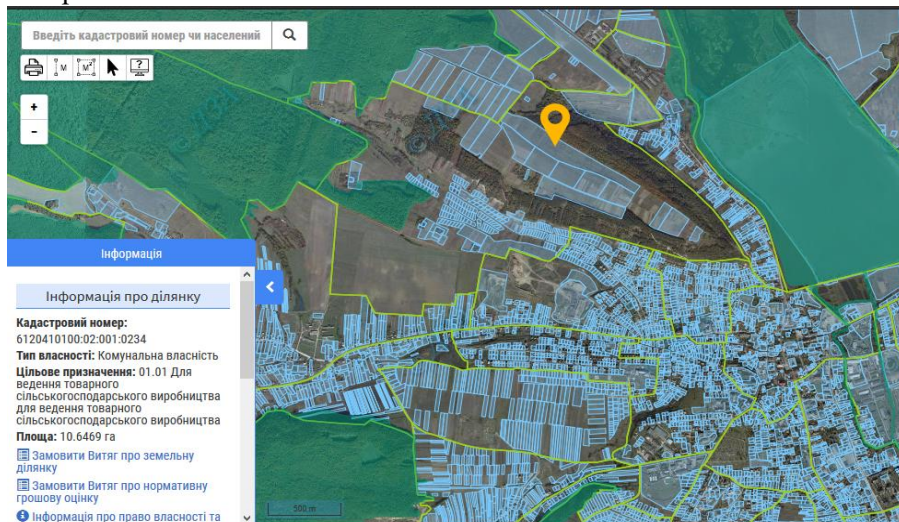 Введіть кадастровий номер чи населений
М
М²
?
+
-
Інформація
Інформація про ділянку
Кадастровий номер:
6120410100:02:001:0234
Тип власності: Комунальна власність
Цільове призначення: 01.01 Для
ведення товарного
сільськогосподарського виробництва
для ведення товарного
сільськогосподарського виробництва
Площа: 10.6469 га
Замовити Витяг про земельну
ділянку
Замовити Витяг про нормативну
грошову оцінку
Інформація про право власності та
500 m